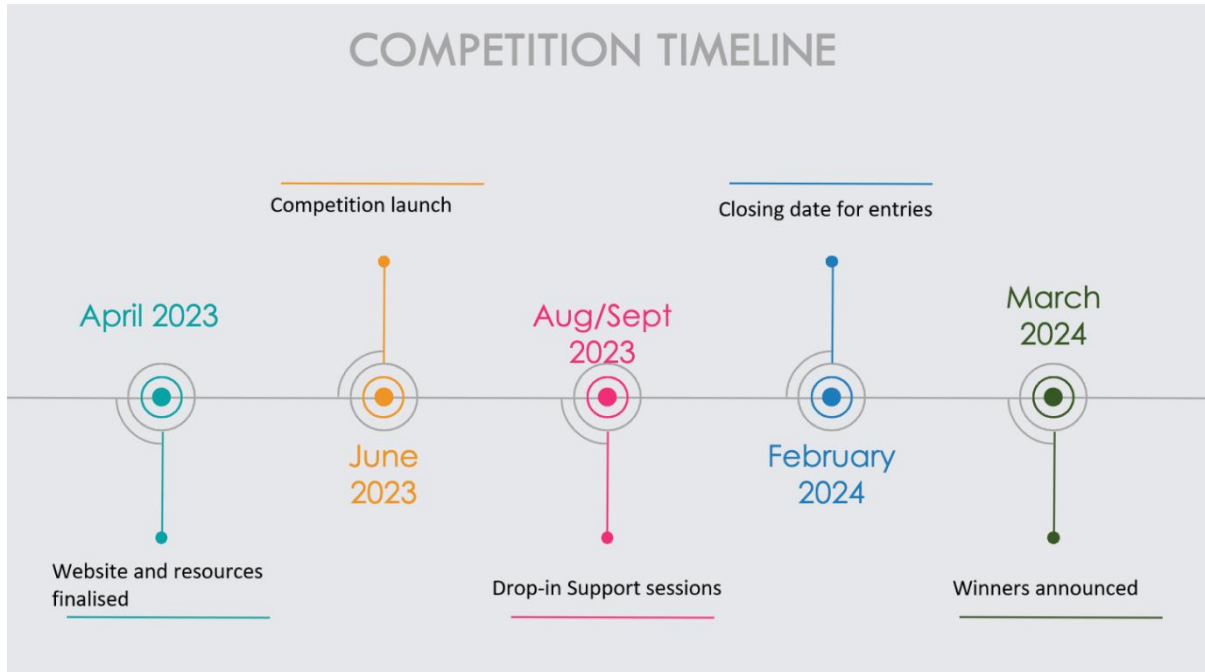 COMPETITION TIMELINE
April 2023
Website and resources
finalised
Competition launch
June
2023
Aug/Sept
2023
Drop-in Support sessions
Closing date for entries
February
2024
March
2024
Winners announced